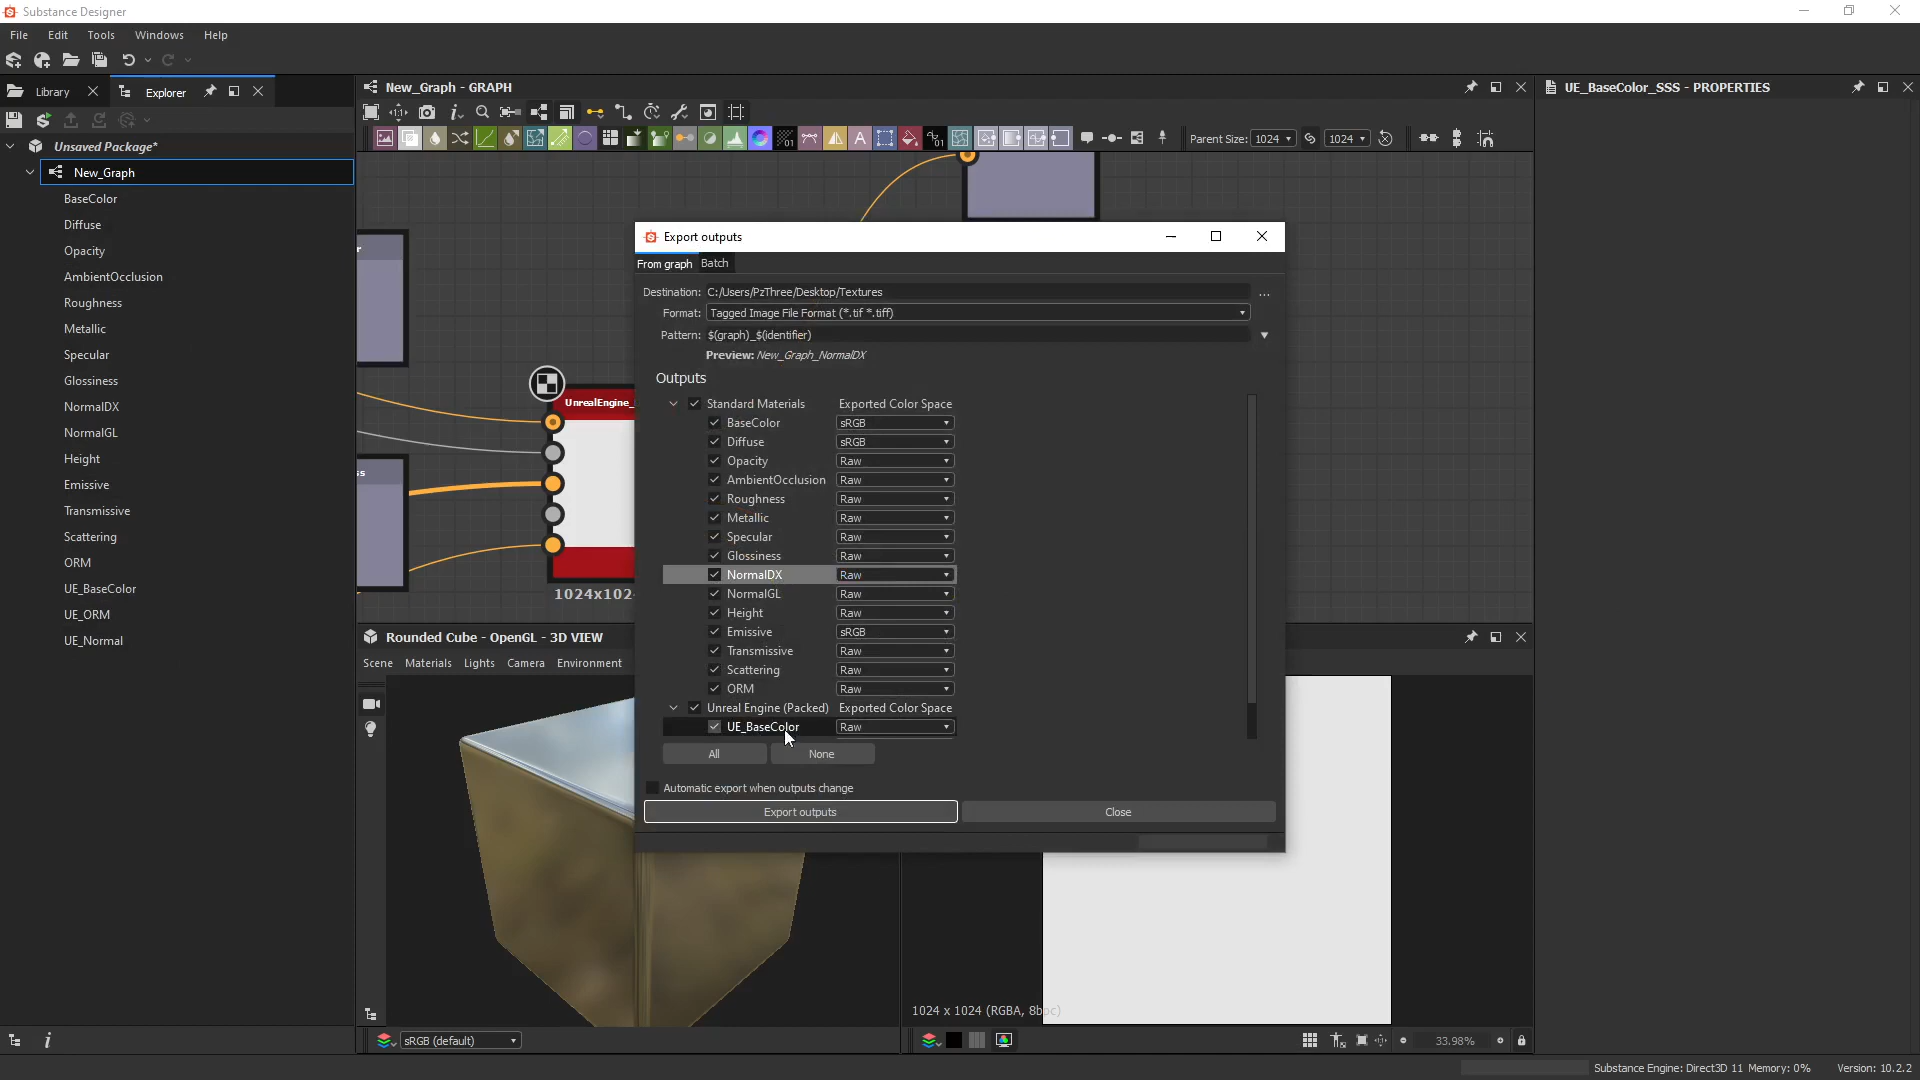 Substance Designer
File Edit Tools Windows Help
Library Explorer
New_Graph - GRAPH
UE_BaseColor_SSS - PROPERTIES
Parent Size: 1024 1024
Unsaved Package*
New_Graph
BaseColor
Diffuse
Opacity
AmbientOcclusion
Roughness
Metallic
Specular
Glossiness
NormalDX
NormalGL
Height
Emissive
Transmissive
Scattering
ORM
UE_BaseColor
UE_ORM
UE_Normal
UnrealEngine_
1024x102
Export outputs
From graph Batch
Destination: C:/Users/PzThree/Desktop/Textures ...
Format: Tagged Image File Format (*.tif *.tiff)
Pattern: $(graph)_$(identifier)
Preview: New_Graph_NormalDX
Outputs
Standard Materials Exported Color Space
BaseColor sRGB
Diffuse sRGB
Opacity Raw
AmbientOcclusion Raw
Roughness Raw
Metallic Raw
Specular Raw
Glossiness Raw
NormalDX Raw
NormalGL Raw
Height Raw
Emissive sRGB
Transmissive Raw
Scattering Raw
ORM Raw
Unreal Engine (Packed) Exported Color Space
UE_BaseColor Raw
All None
Automatic export when outputs change
Export outputs Close
Rounded Cube - OpenGL - 3D VIEW
Scene Materials Lights Camera Environment
1024 x 1024 (RGBA, 8bpc)
sRGB (default)
33.98%
Substance Engine: Direct3D 11 Memory: 0% Version: 10.2.2